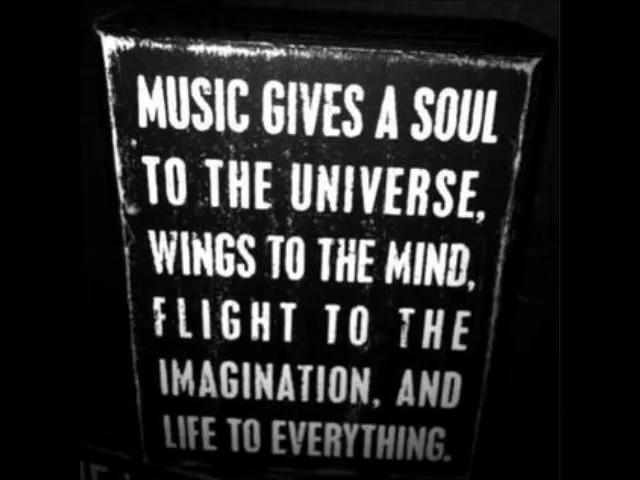 MUSIC GIVES A SOUL
TO THE UNIVERSE,
WINGS TO THE MIND,
FLIGHT TO THE
IMAGINATION, AND
LIFE TO EVERYTHING.